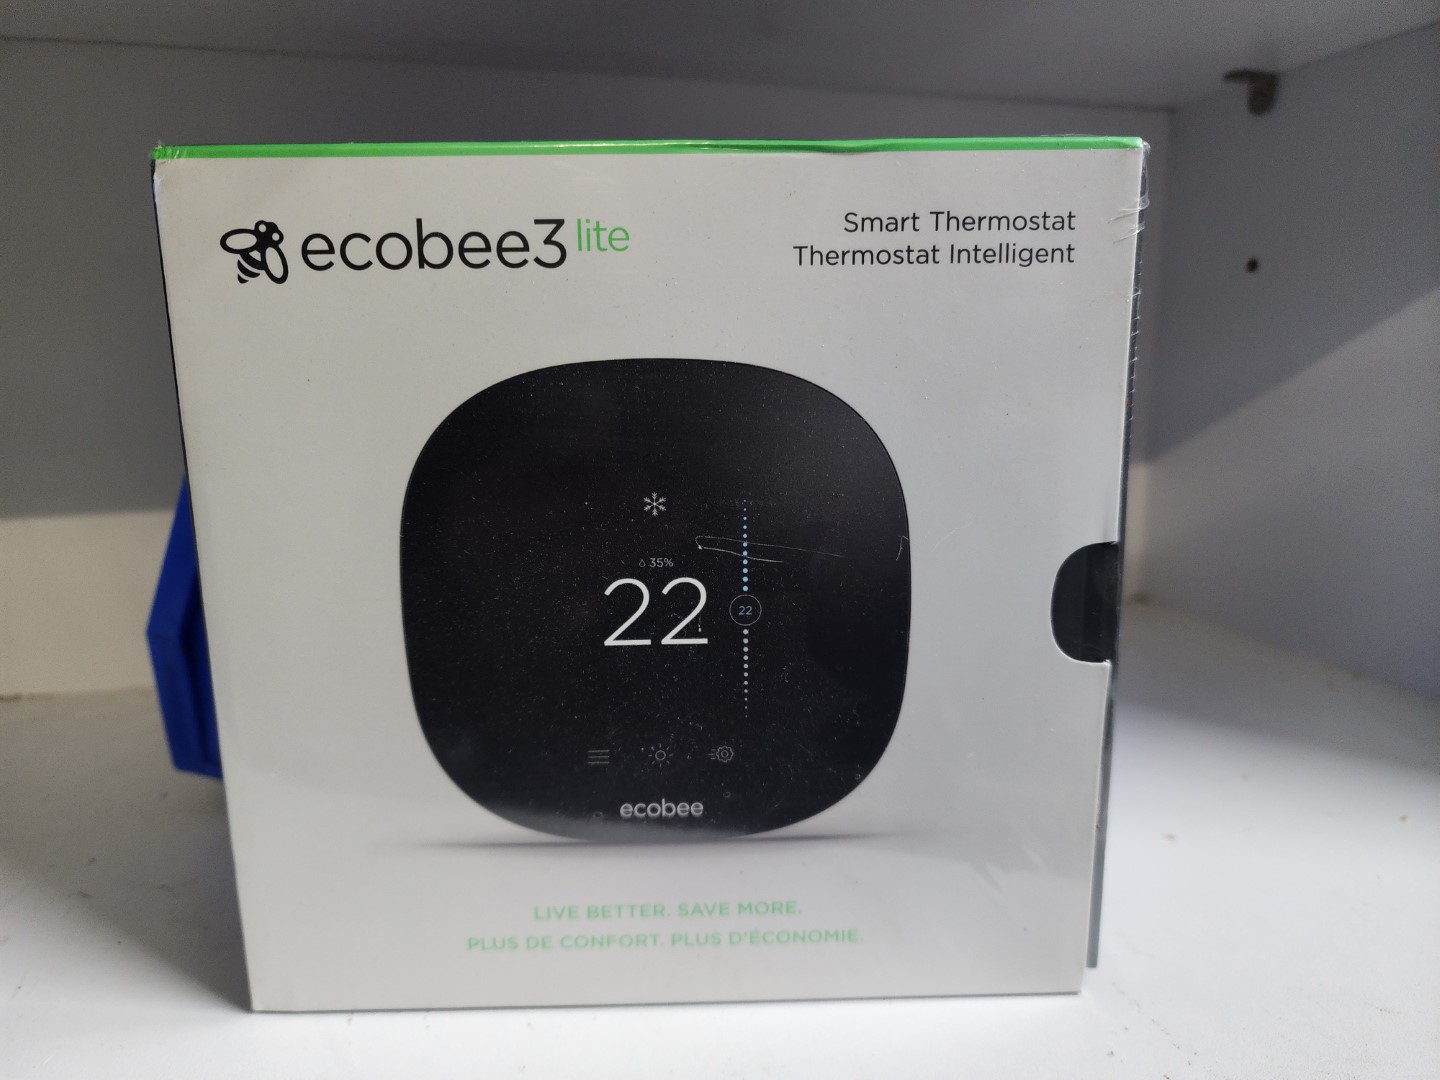 ecobee3 lite
Smart Thermostat
Thermostat Intelligent
35%
22
22
ecobee
LIVE BETTER. SAVE MORE.
PLUS DE CONFORT. PLUS D'ÉCONOMIE.